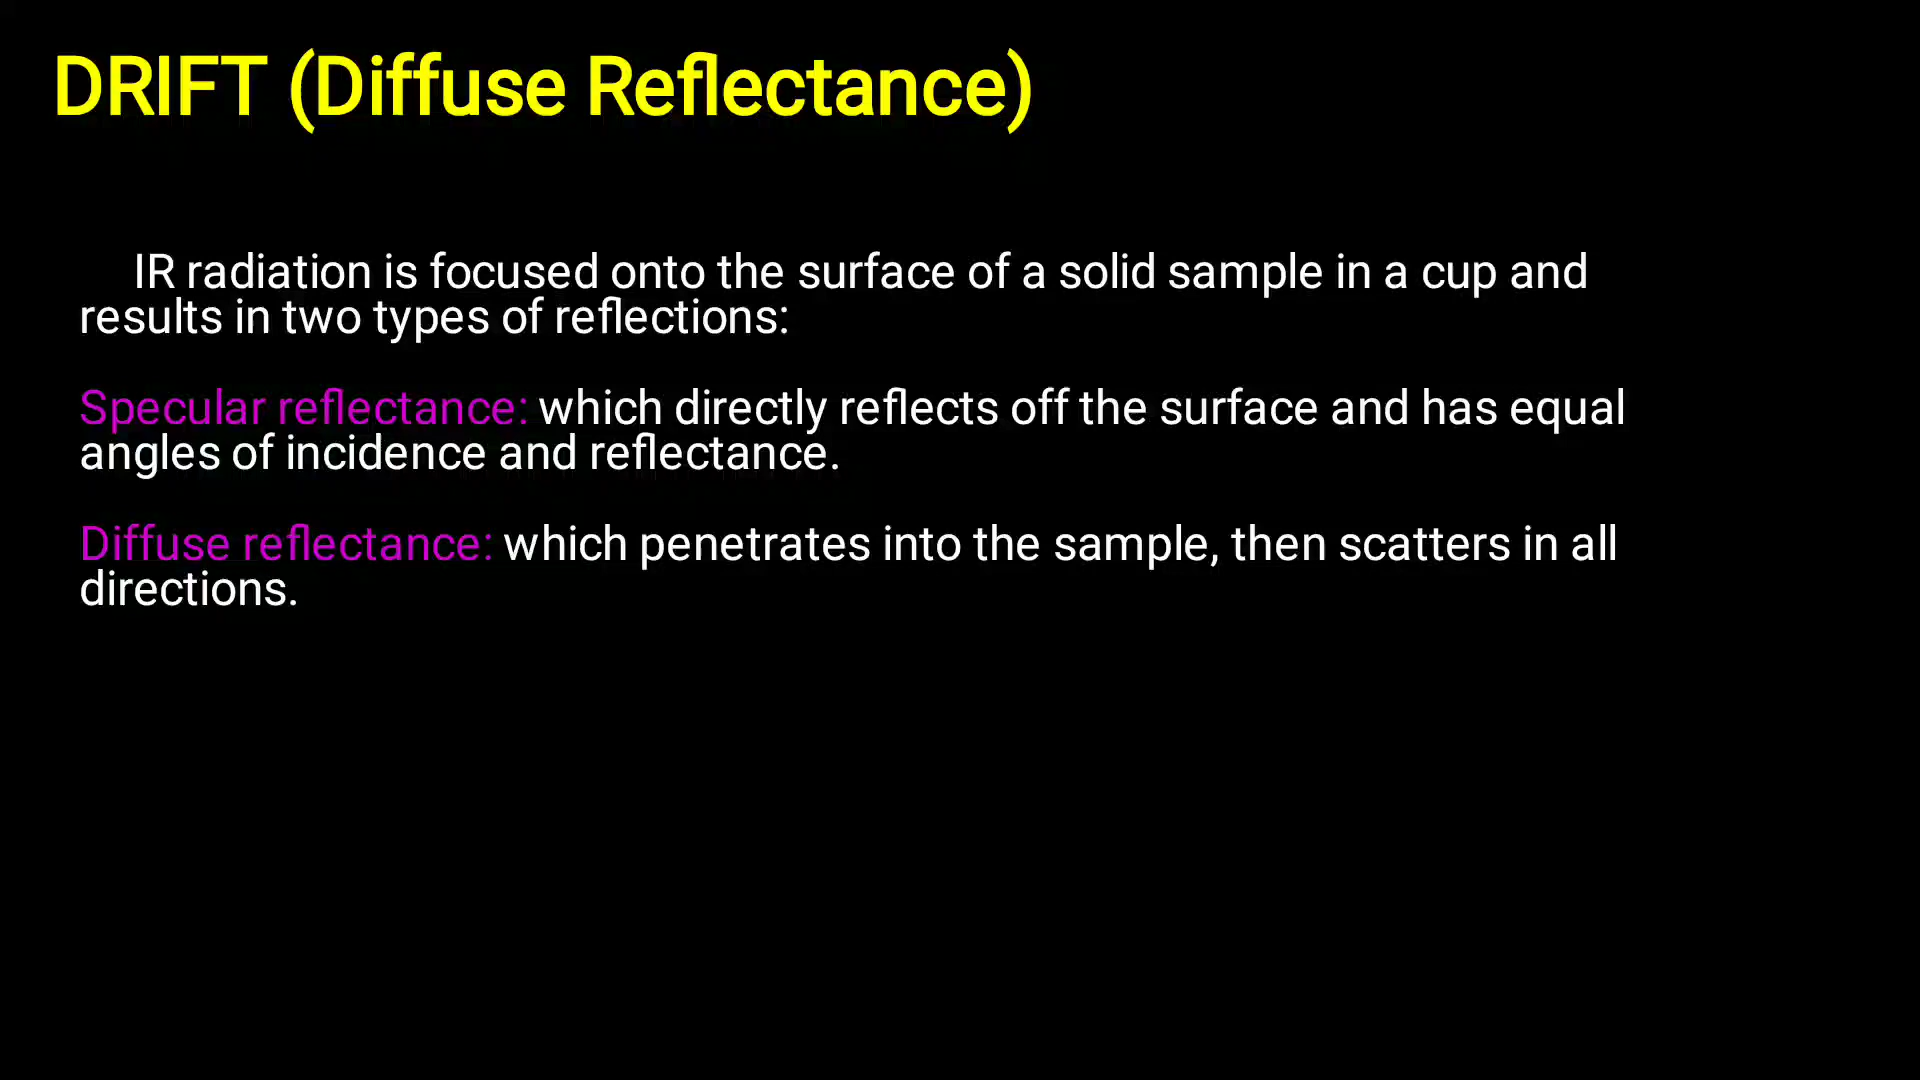 DRIFT (Diffuse Reflectance)
IR radiation is focused onto the surface of a solid sample in a cup and
results in two types of reflections:
Specular reflectance: which directly reflects off the surface and has equal
angles of incidence and reflectance.
Diffuse reflectance: which penetrates into the sample, then scatters in all
directions.